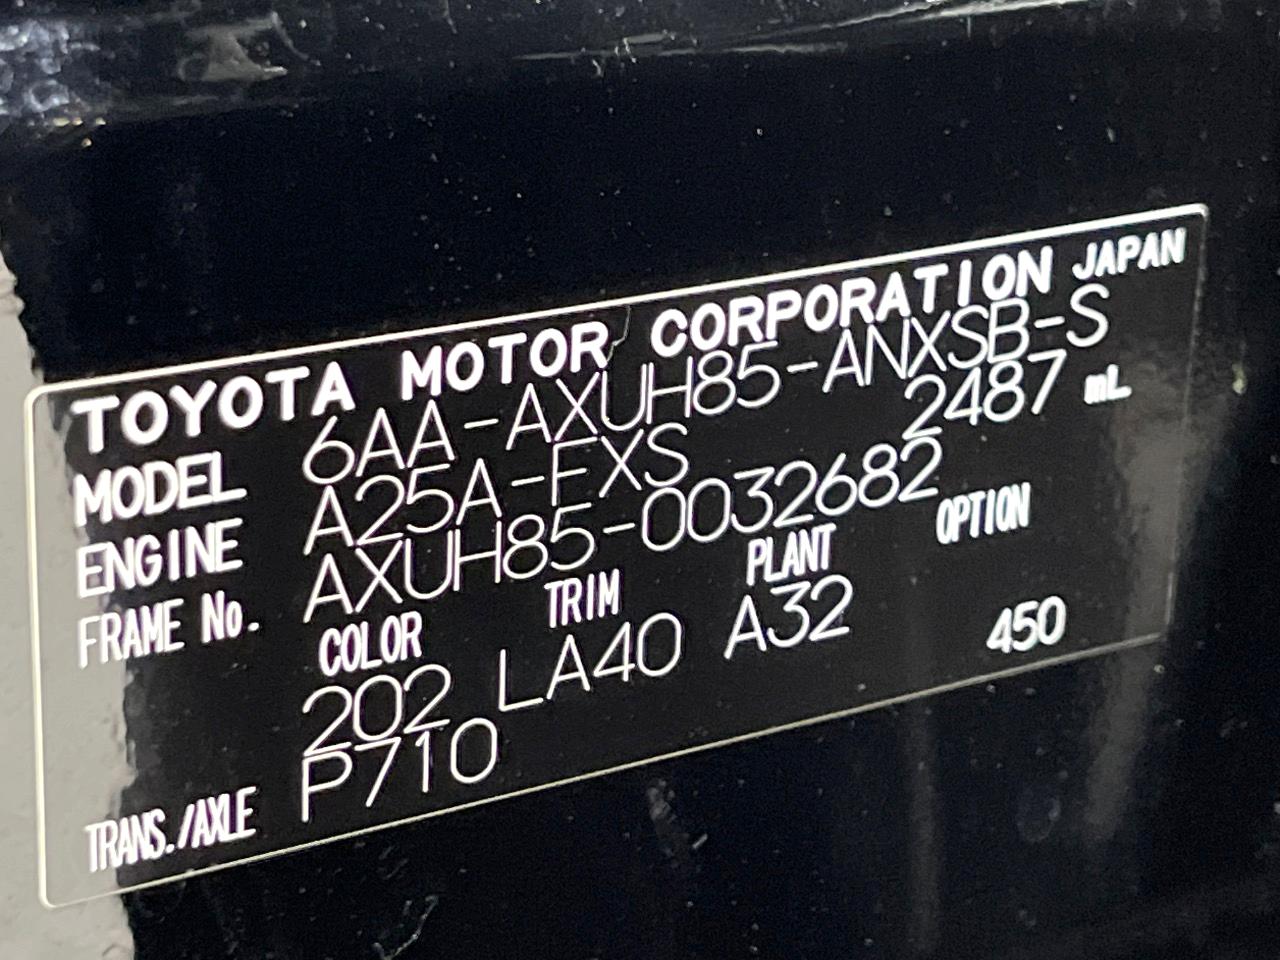 TOYOTA MOTOR CORPORATION JAPAN
MODEL 6AA-AXUH85-ANXSB-S
ENGINE A25A-FXS 2487 mL
FRAME No. AXUH85-0032682
COLOR TRIM PLANT OPTION
202 LA40 A32 450
TRANS./AXLE P710